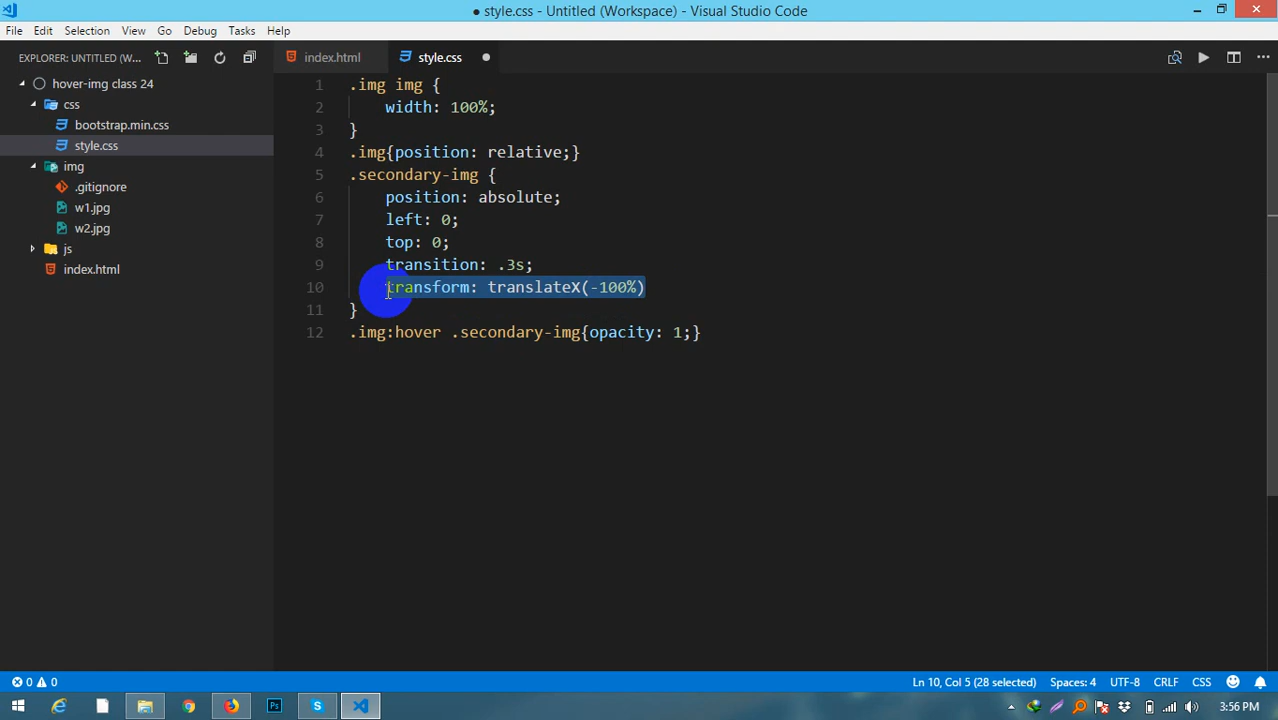 ● style.css - Untitled (Workspace) - Visual Studio Code
File Edit Selection View Go Debug Tasks Help
EXPLORER: UNTITLED (W...
index.html
style.css
hover-img class 24
css
bootstrap.min.css
style.css
img
.gitignore
w1.jpg
w2.jpg
js
index.html
1 .img img {
2 width: 100%;
3 }
4 .img{position: relative;}
5 .secondary-img {
6 position: absolute;
7 left: 0;
8 top: 0;
9 transition: .3s;
10 transform: translateX(-100%)
11 }
12 .img:hover .secondary-img{opacity: 1;}
0 0
Ln 10, Col 5 (28 selected) Spaces: 4 UTF-8 CRLF CSS
3:56 PM